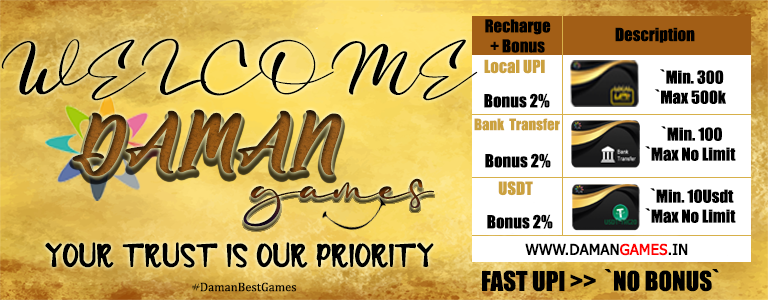 WELCOME
DAMAN
games
YOUR TRUST IS OUR PRIORITY
#DamanBestGames
Recharge
+ Bonus
Description
Local UPI
Bonus 2%
LOCAL
UPI
`Min. 300
`Max 500k
Bank Transfer
Bonus 2%
Bank
Transfer
`Min. 100
`Max No Limit
USDT
Bonus 2%
`Min. 10Usdt
`Max No Limit
WWW.DAMANGAMES.IN
FAST UPI >> `NO BONUS`